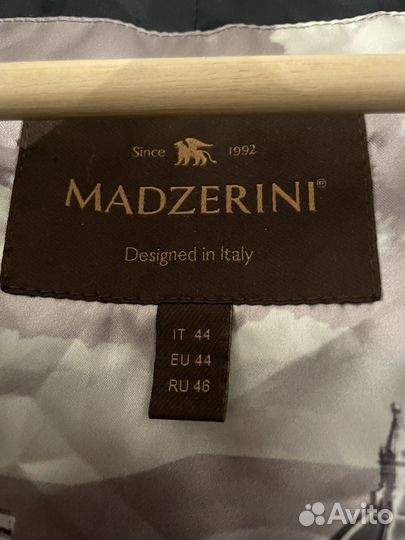 Since 1992
MADZERINI®
Designed in Italy
IT 44
EU 44
RU 46
Avito